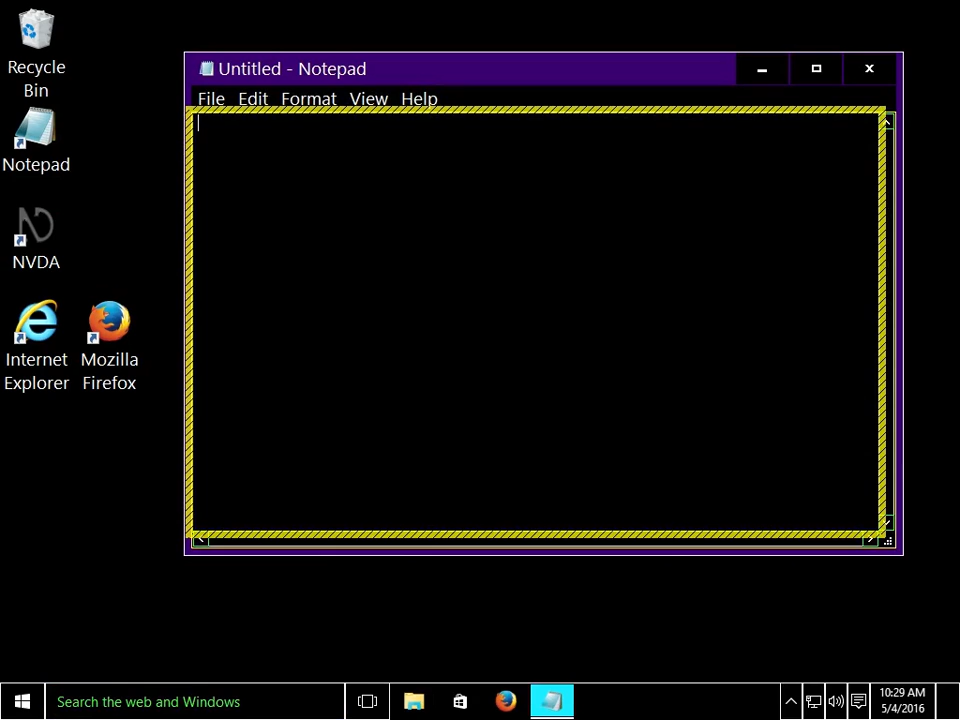 Recycle
Bin
Notepad
NVDA
Internet
Explorer
Mozilla
Firefox
Untitled - Notepad
File Edit Format View Help
Search the web and Windows
10:29 AM
5/4/2016